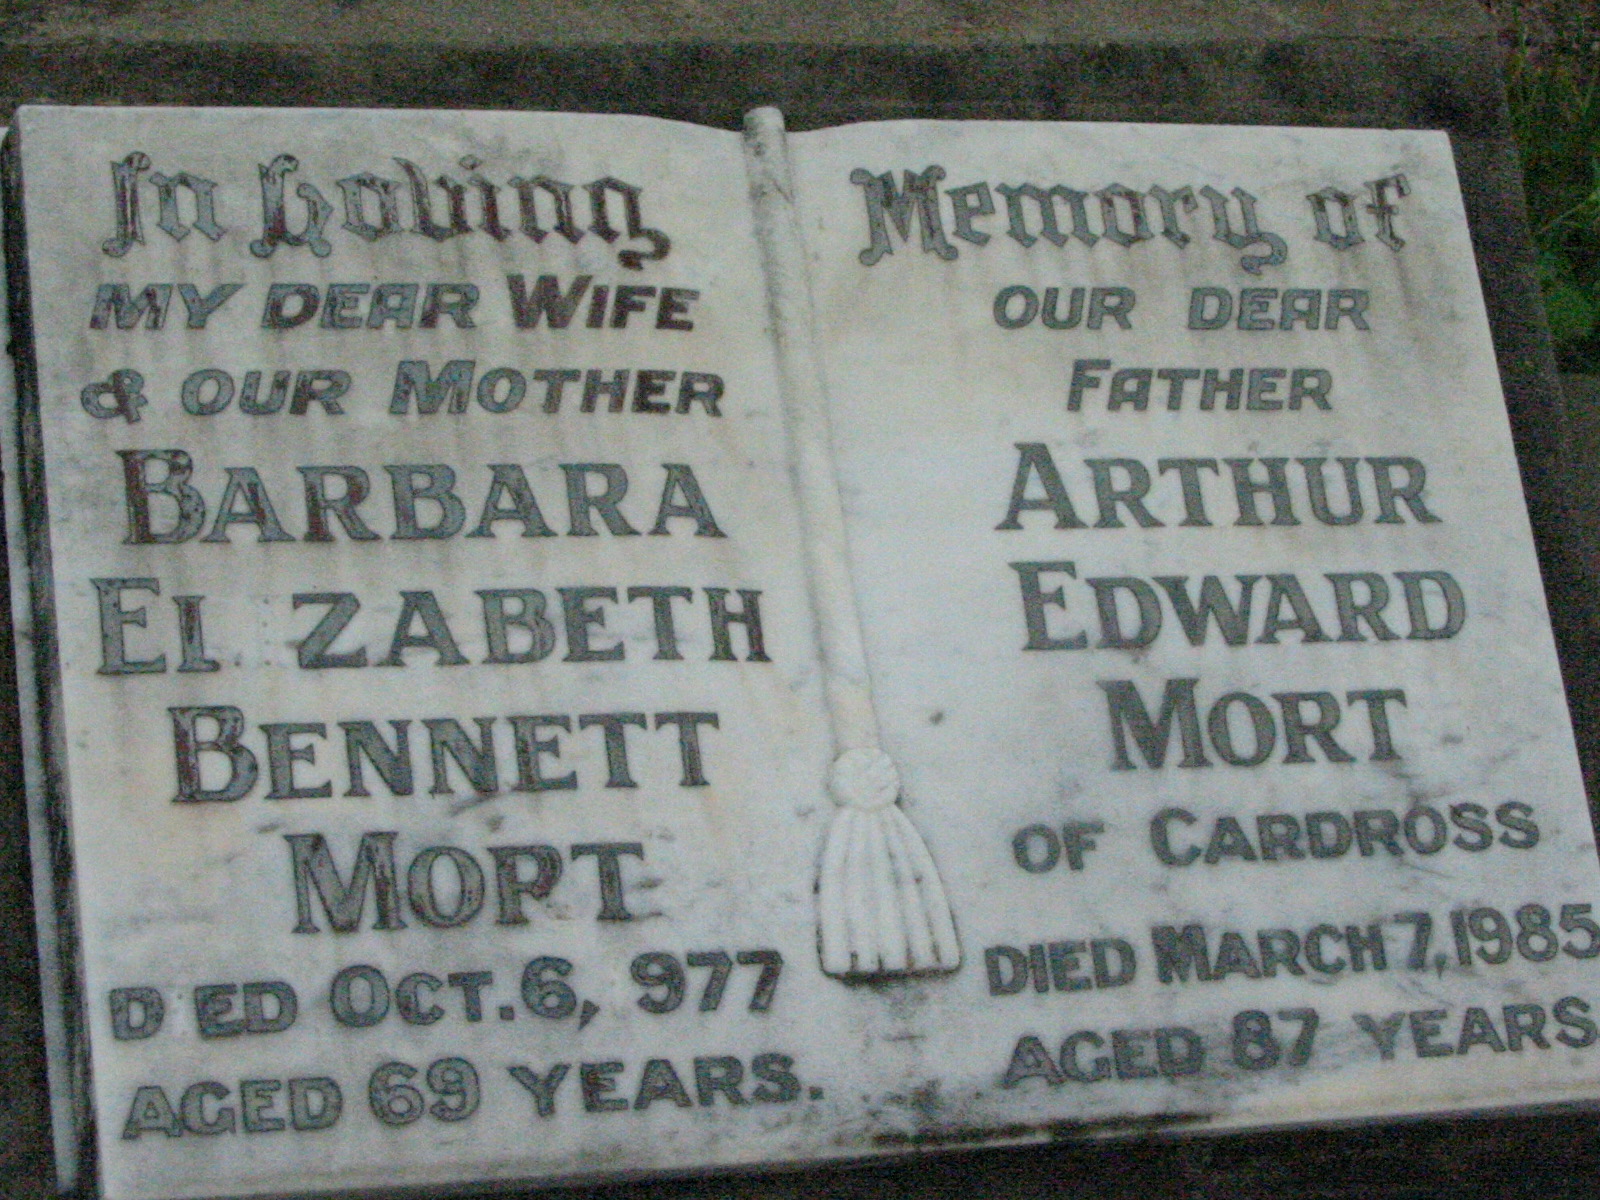 In Loving
MY DEAR WIFE
& OUR MOTHER
BARBARA
EL ZABETH
BENNETT
MORT
D ED OCT. 6, 977
AGED 69 YEARS.
Memory of
OUR DEAR
FATHER
ARTHUR
EDWARD
MORT
OF CARDROSS
DIED MARCH 7, 1985
AGED 87 YEARS